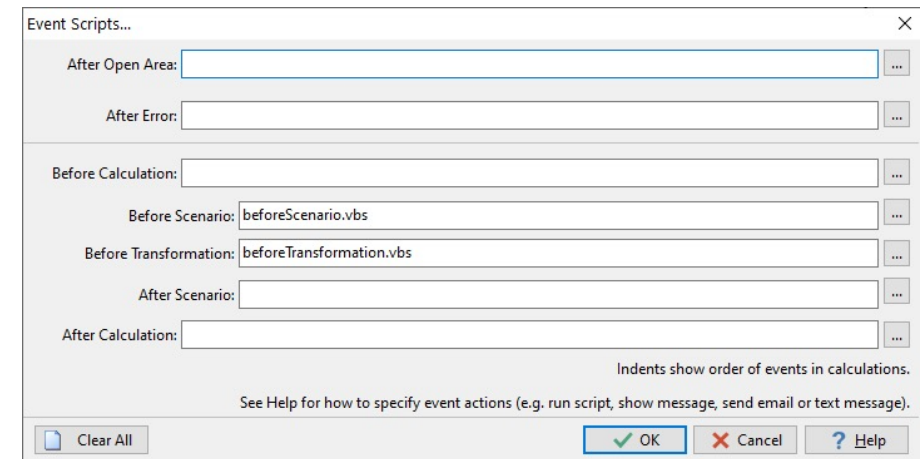 Event Scripts...
After Open Area: ...
After Error: ...
Before Calculation: ...
Before Scenario: beforeScenario.vbs ...
Before Transformation: beforeTransformation.vbs ...
After Scenario: ...
After Calculation: ...
Indents show order of events in calculations.
See Help for how to specify event actions (e.g. run script, show message, send email or text message).
Clear All OK Cancel ? Help